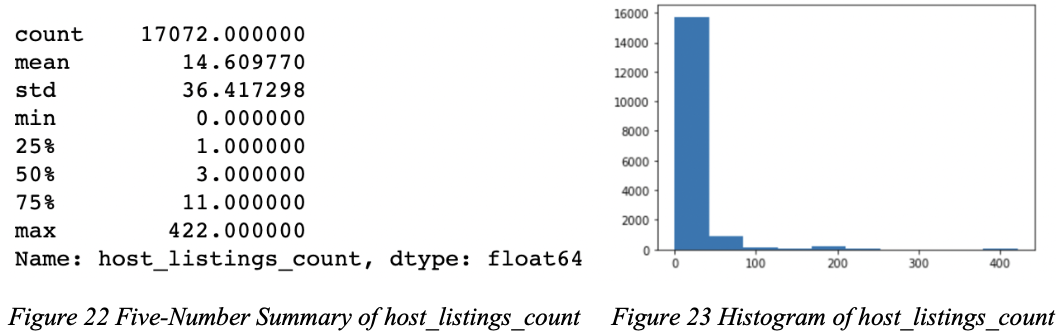 count 17072.000000
mean 14.609770
std 36.417298
min 0.000000
25% 1.000000
50% 3.000000
75% 11.000000
max 422.000000
Name: host_listings_count, dtype: float64
Figure 22 Five-Number Summary of host_listings_count
16000
14000
12000
10000
8000
6000
4000
2000
0
0 100 200 300 400
Figure 23 Histogram of host_listings_count